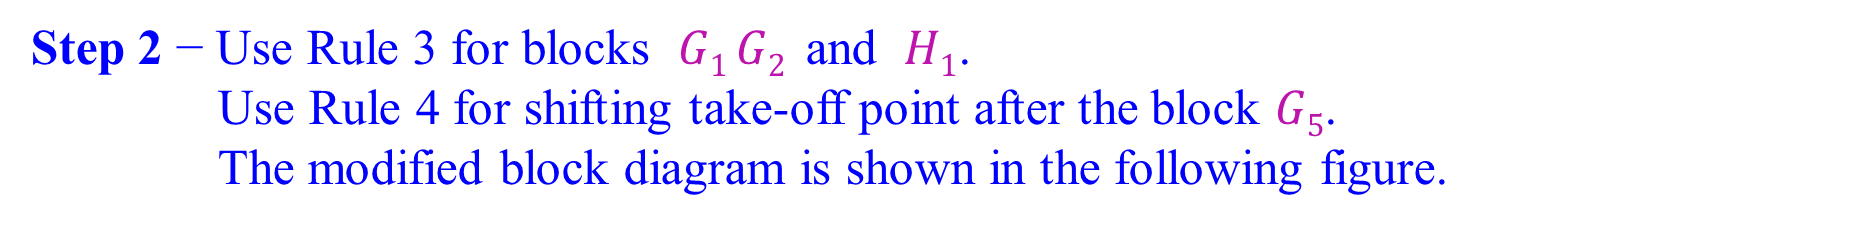 Step 2 − Use Rule 3 for blocks G₁ G₂ and H₁.
Use Rule 4 for shifting take-off point after the block G₅.
The modified block diagram is shown in the following figure.